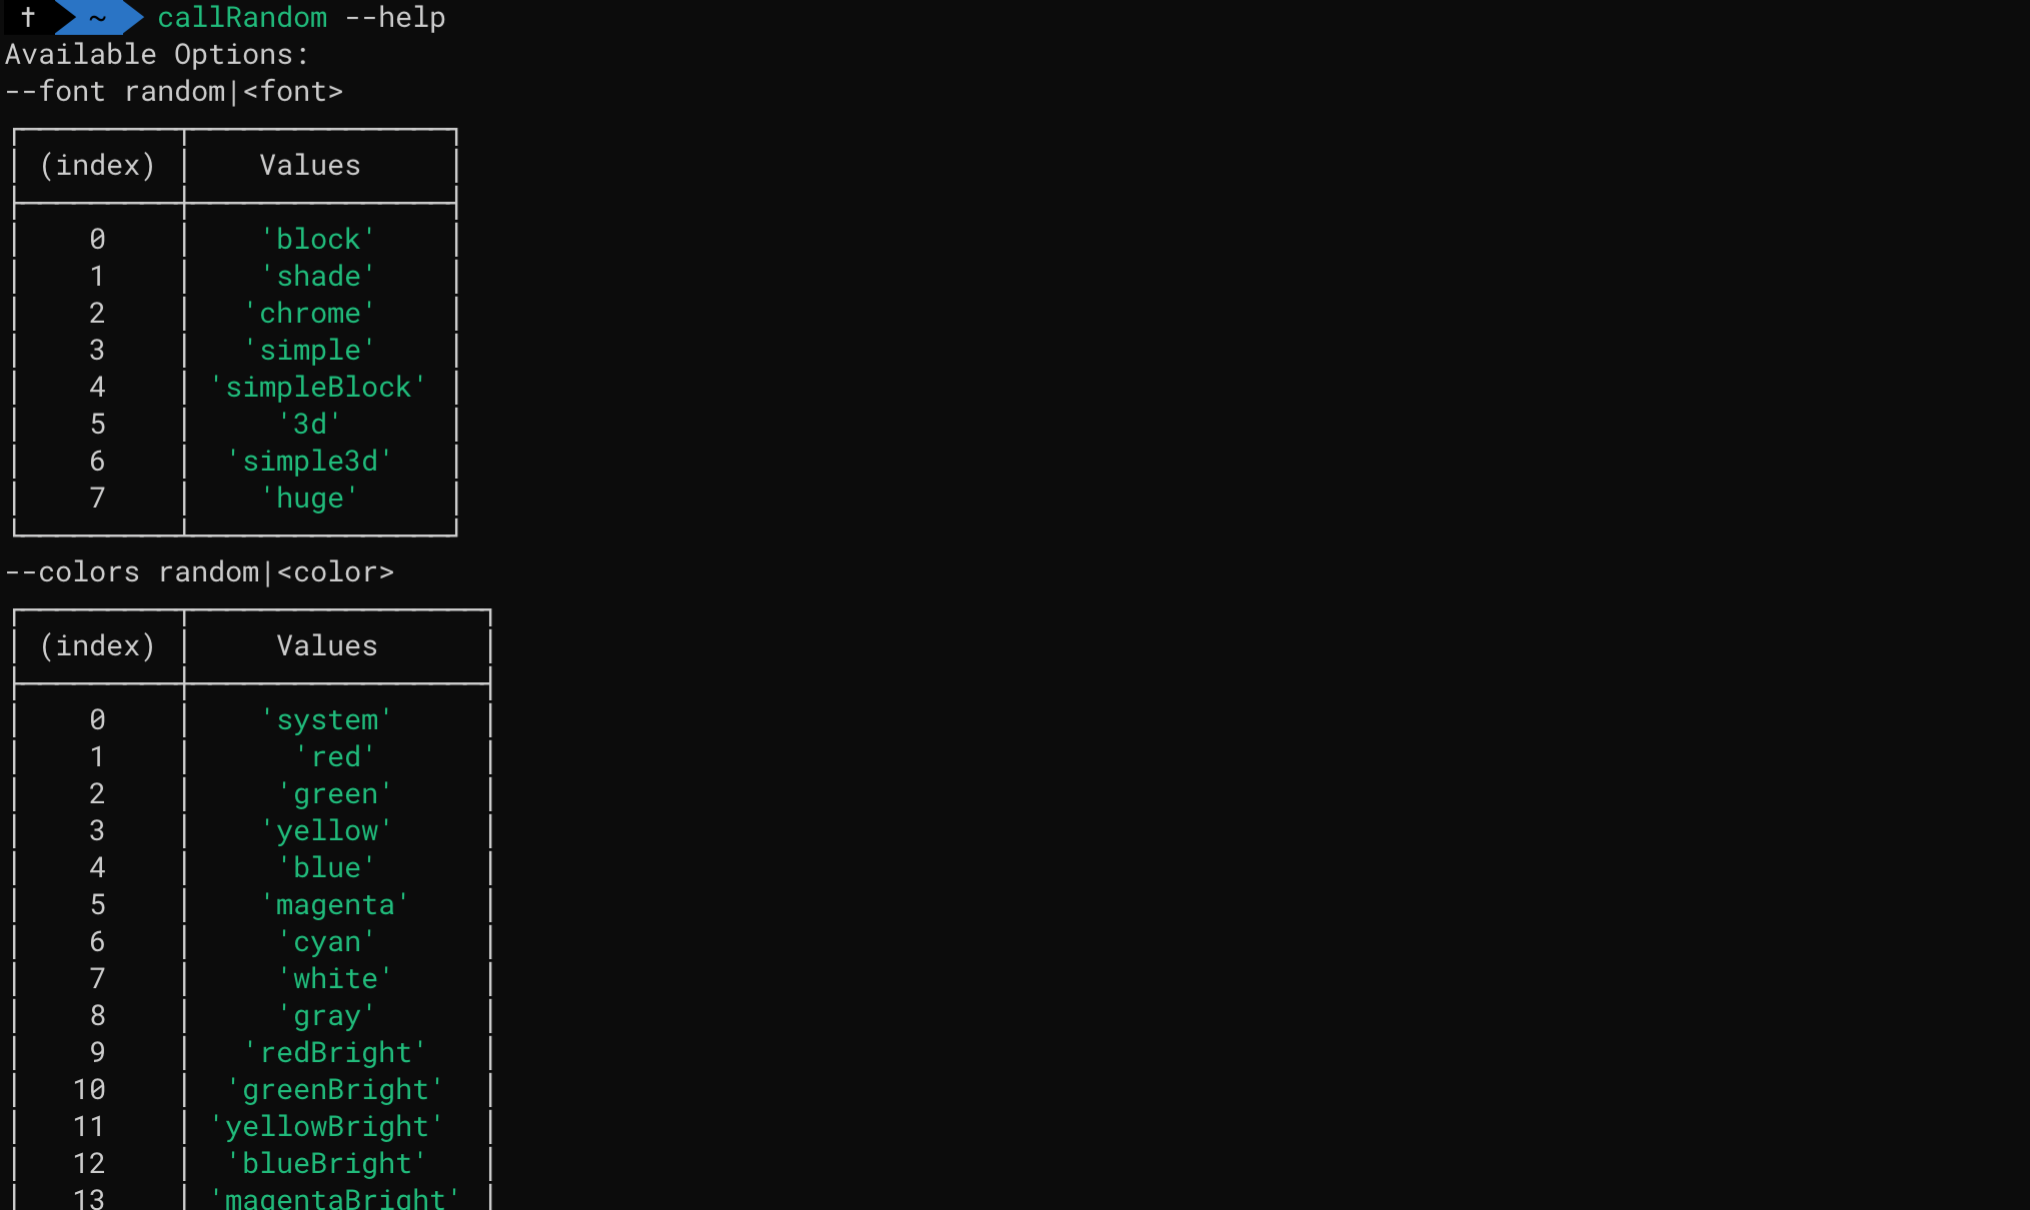 † ~ callRandom --help
Available Options:
--font random|<font>
(index) Values
0 'block'
1 'shade'
2 'chrome'
3 'simple'
4 'simpleBlock'
5 '3d'
6 'simple3d'
7 'huge'
--colors random|<color>
(index) Values
0 'system'
1 'red'
2 'green'
3 'yellow'
4 'blue'
5 'magenta'
6 'cyan'
7 'white'
8 'gray'
9 'redBright'
10 'greenBright'
11 'yellowBright'
12 'blueBright'
13 'magentaBright'